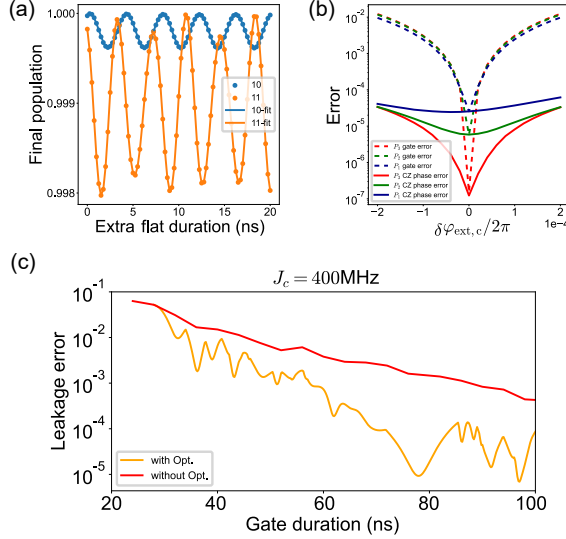 (a)
1.000
0.999
0.998
Final population
10
11
10-fit
11-fit
0 5 10 15 20
Extra flat duration (ns)
(b)
10⁻²
10⁻³
10⁻⁴
10⁻⁵
10⁻⁶
10⁻⁷
Error
𝒫₁ gate error
𝒫₂ gate error
𝒫₃ gate error
𝒫₁ CZ phase error
𝒫₂ CZ phase error
𝒫₃ CZ phase error
−2 −1 0 1 2
1e−4
δφext, c/2π
(c)
J_c = 400MHz
10⁻¹
10⁻²
10⁻³
10⁻⁴
10⁻⁵
Leakage error
with Opt.
without Opt.
20 40 60 80 100
Gate duration (ns)